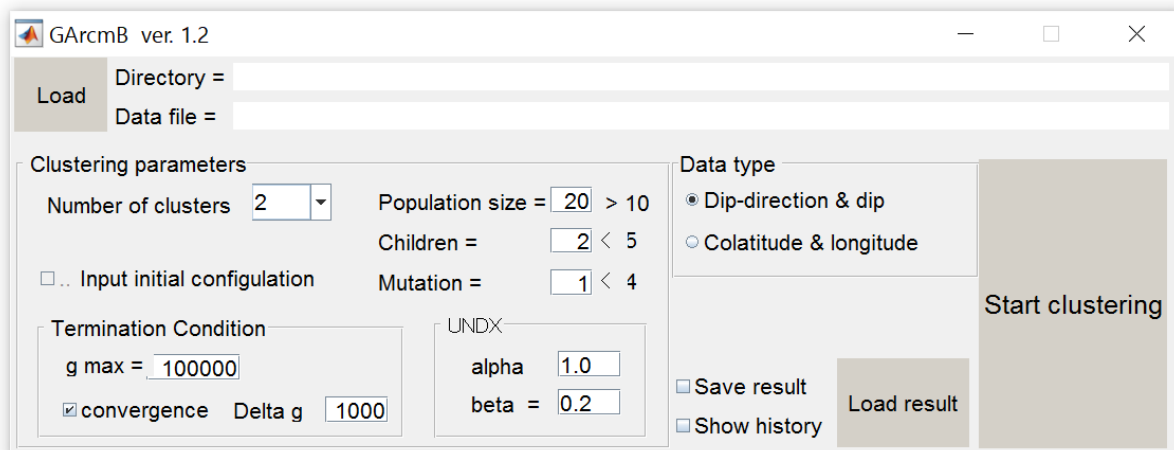 GArcmB ver. 1.2
Load
Directory =
Data file =
Clustering parameters
Number of clusters 2
Population size = 20 > 10
Children = 2 < 5
.. Input initial configulation
Mutation = 1 < 4
Termination Condition
g max = 100000
convergence Delta g 1000
UNDX
alpha 1.0
beta = 0.2
Data type
Dip-direction & dip
Colatitude & longitude
Save result
Show history
Load result
Start clustering